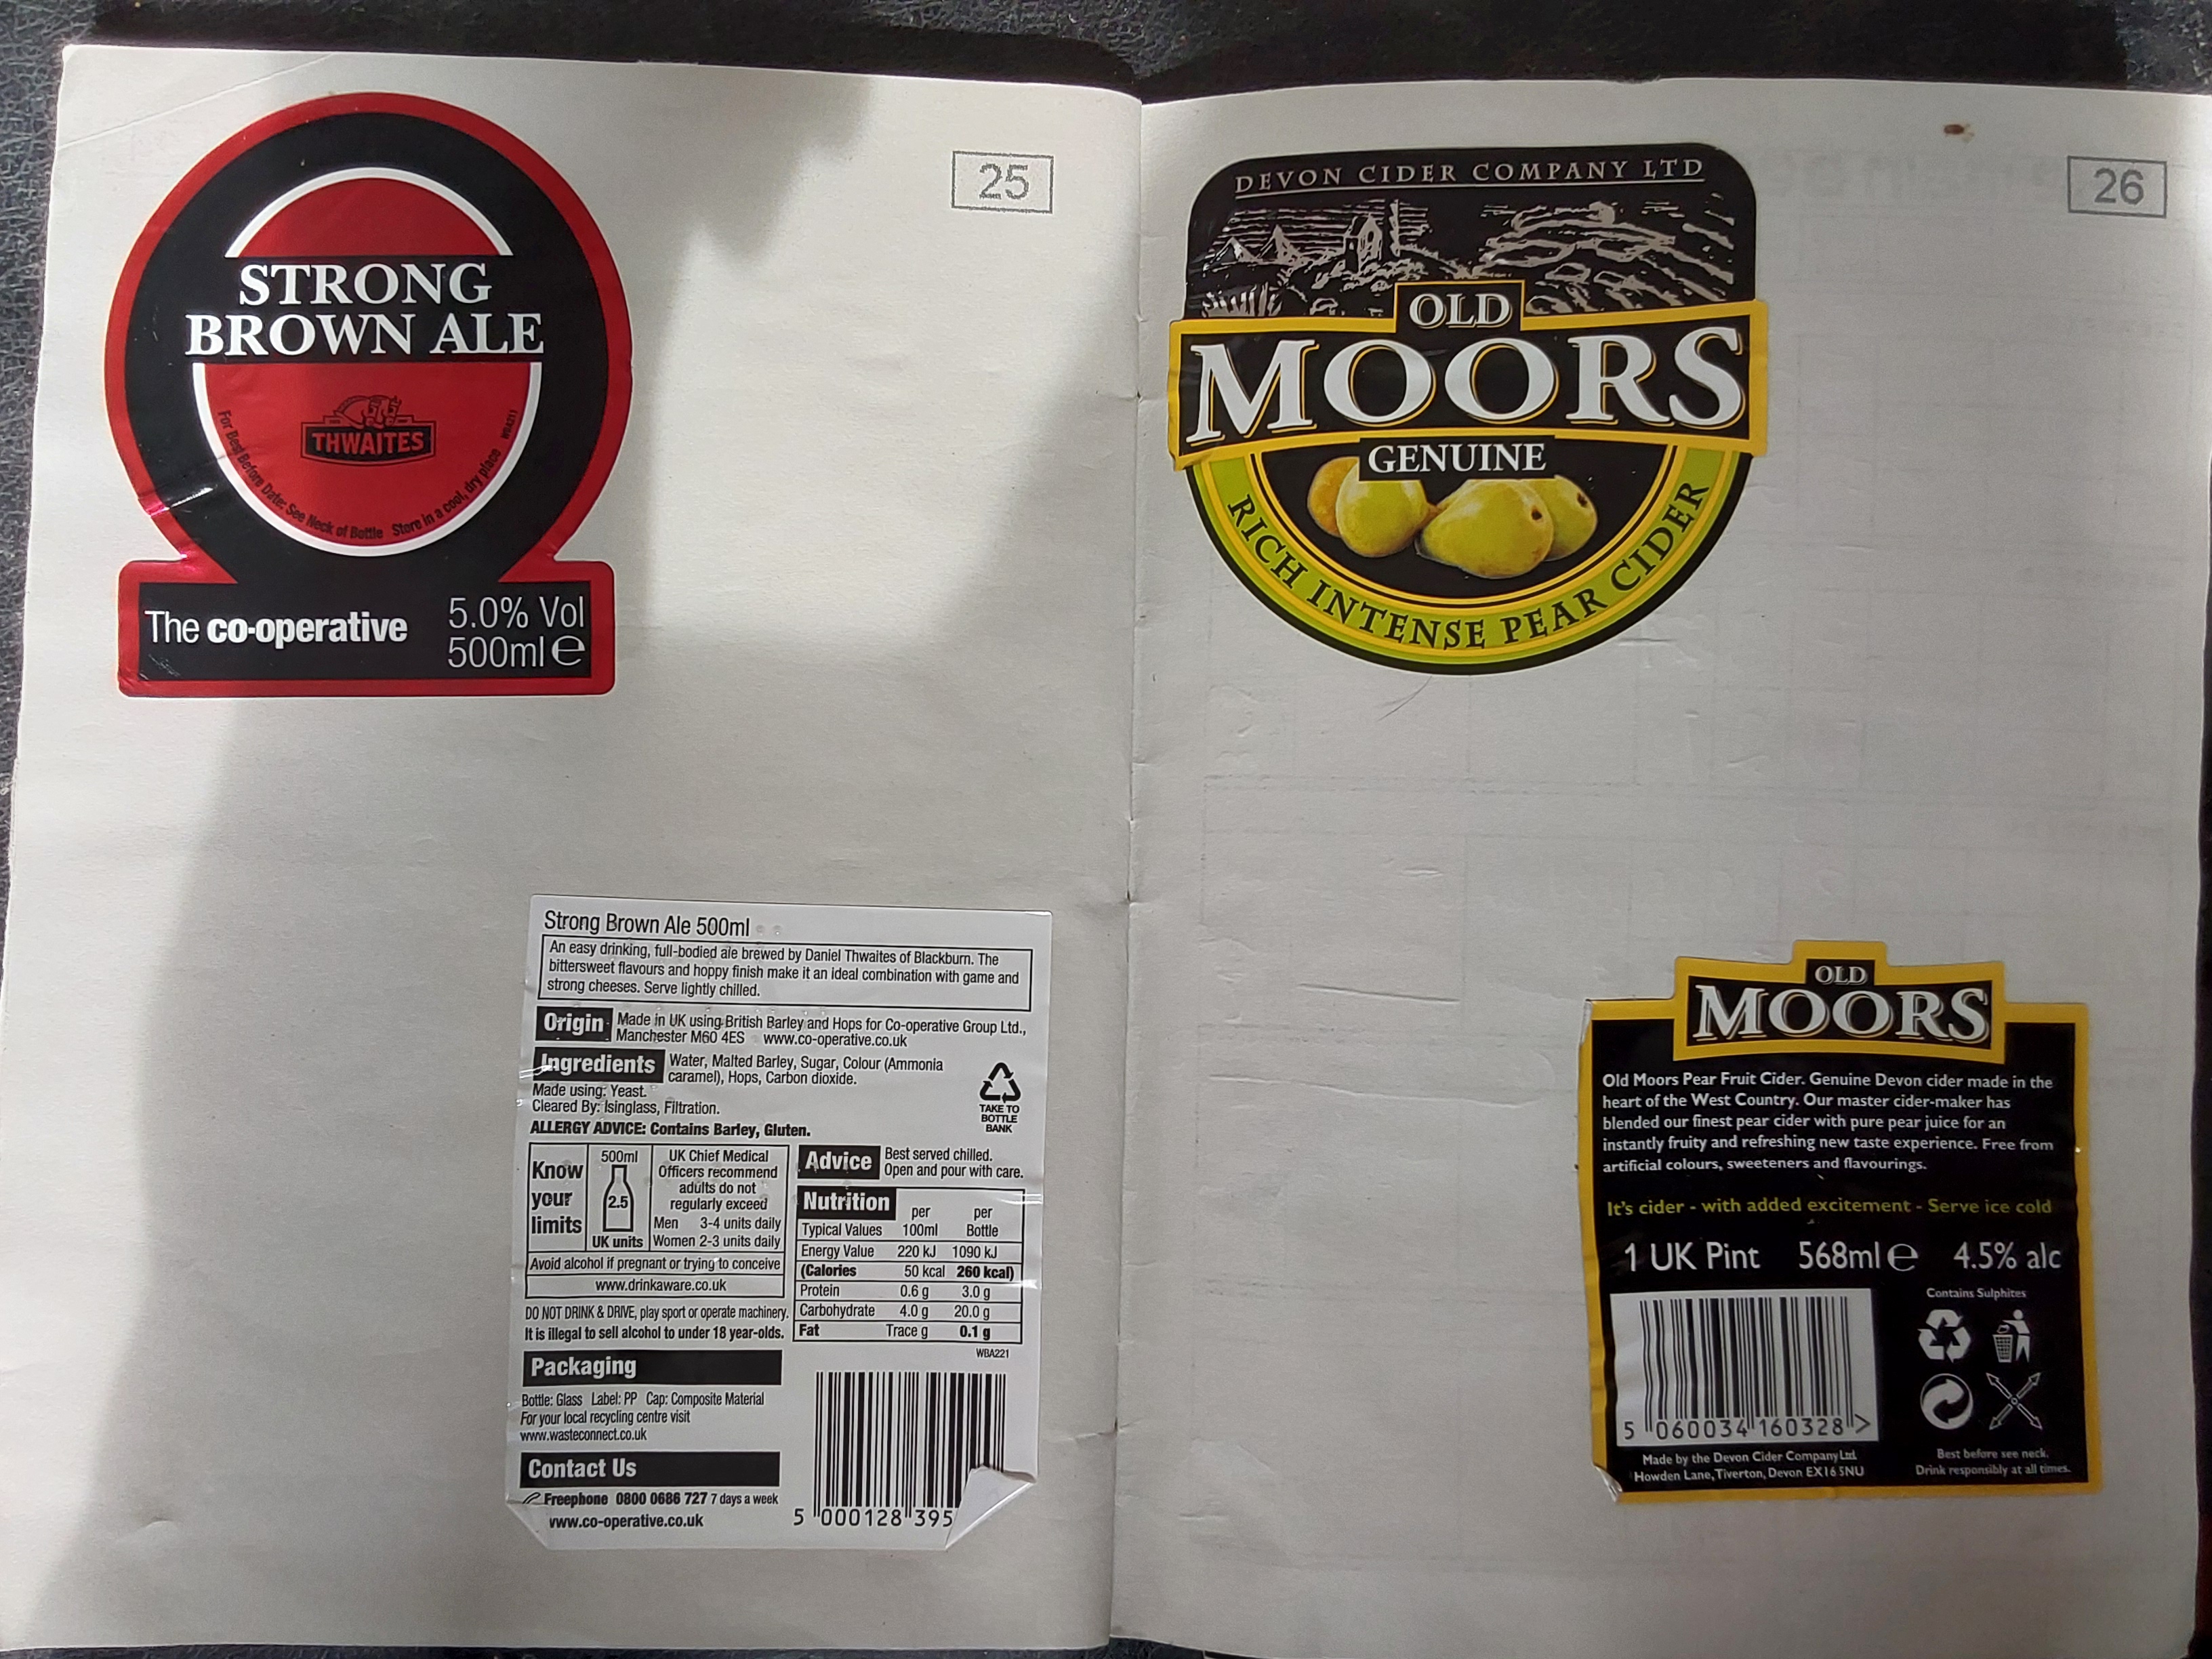 25
STRONG
BROWN ALE
THWAITES
For Best Before Date: See Neck of Bottle Store in a cool, dry place
The co-operative
5.0% Vol
500ml e
Strong Brown Ale 500ml
An easy drinking, full-bodied ale brewed by Daniel Thwaites of Blackburn. The
bittersweet flavours and hoppy finish make it an ideal combination with game and
strong cheeses. Serve lightly chilled.
Origin Made in UK using British Barley and Hops for Co-operative Group Ltd.,
Manchester M60 4ES www.co-operative.co.uk
Ingredients Water, Malted Barley, Sugar, Colour (Ammonia
caramel), Hops, Carbon dioxide.
Made using: Yeast.
Cleared By: Isinglass, Filtration.
ALLERGY ADVICE: Contains Barley, Gluten.
TAKE TO
BOTTLE
BANK
Know
your
limits
500ml
2.5
UK units
UK Chief Medical
Officers recommend
adults do not
regularly exceed
Men 3-4 units daily
Women 2-3 units daily
Avoid alcohol if pregnant or trying to conceive
www.drinkaware.co.uk
DO NOT DRINK & DRIVE, play sport or operate machinery.
It is illegal to sell alcohol to under 18 year-olds.
Advice Best served chilled.
Open and pour with care.
Nutrition
Typical Values per 100ml per Bottle
Energy Value 220 kJ 1090 kJ
(Calories 50 kcal 260 kcal)
Protein 0.6 g 3.0 g
Carbohydrate 4.0 g 20.0 g
Fat Trace g 0.1 g
WBA221
Packaging
Bottle: Glass Label: PP Cap: Composite Material
For your local recycling centre visit
www.wasteconnect.co.uk
Contact Us
Freephone 0800 0686 727 7 days a week
www.co-operative.co.uk
5 000128 395
26
DEVON CIDER COMPANY LTD
OLD
MOORS
GENUINE
RICH INTENSE PEAR CIDER
OLD
MOORS
Old Moors Pear Fruit Cider. Genuine Devon cider made in the
heart of the West Country. Our master cider-maker has
blended our finest pear cider with pure pear juice for an
instantly fruity and refreshing new taste experience. Free from
artificial colours, sweeteners and flavourings.
It's cider - with added excitement - Serve ice cold
1 UK Pint 568ml e 4.5% alc
Contains Sulphites
5 060034 160328 >
Made by the Devon Cider Company Ltd.
Howden Lane, Tiverton, Devon EX16 5NU
Best before see neck.
Drink responsibly at all times.